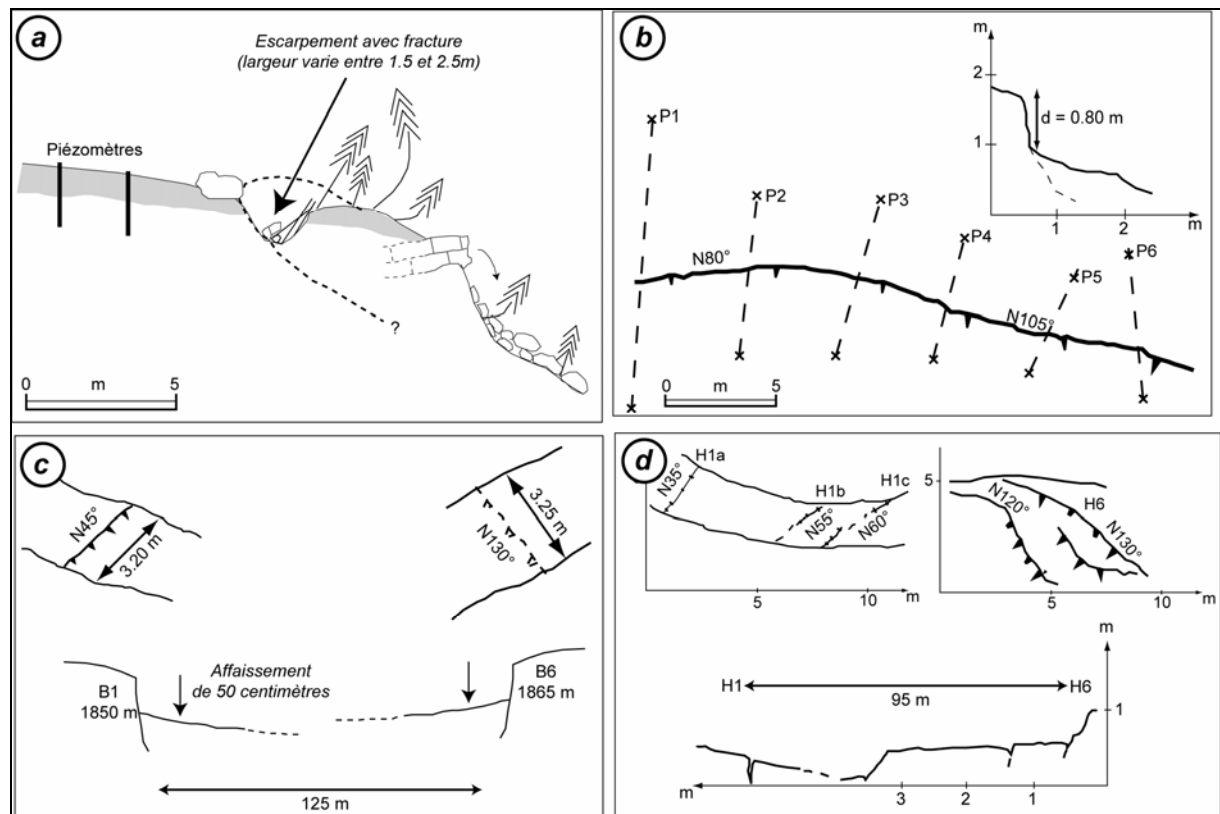 a
Escarpement avec fracture
(largeur varie entre 1.5 et 2.5m)
Piézomètres
?
0 m 5
b
m
2
1
d = 0.80 m
1 2 m
P1
P2
P3
P4
P5
P6
N80°
N105°
0 m 5
c
N45°
3.20 m
3.25 m
N130°
Affaissement
de 50 centimètres
B1
1850 m
B6
1865 m
125 m
d
H1a
N35°
H1b
N55°
H1c
N60°
5 10 m
5
N120°
H6
N130°
5 10 m
m
H1 H6
95 m
1
m 3 2 1